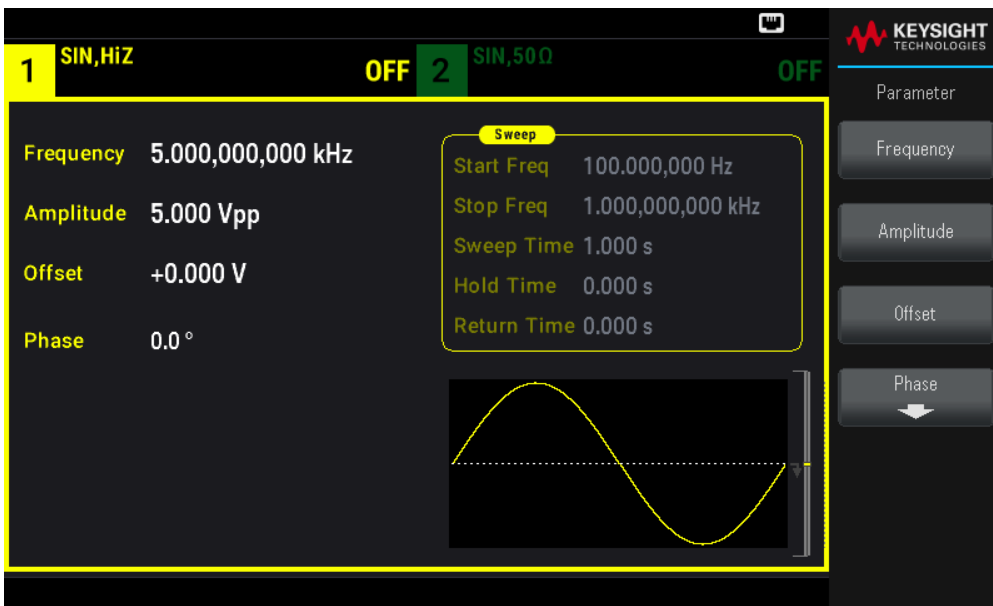 KEYSIGHT
TECHNOLOGIES
1 SIN,HiZ OFF 2 SIN,50Ω OFF
Parameter
Frequency 5.000,000,000 kHz
Amplitude 5.000 Vpp
Offset +0.000 V
Phase 0.0 °
Sweep
Start Freq 100.000,000 Hz
Stop Freq 1.000,000,000 kHz
Sweep Time 1.000 s
Hold Time 0.000 s
Return Time 0.000 s
Frequency
Amplitude
Offset
Phase